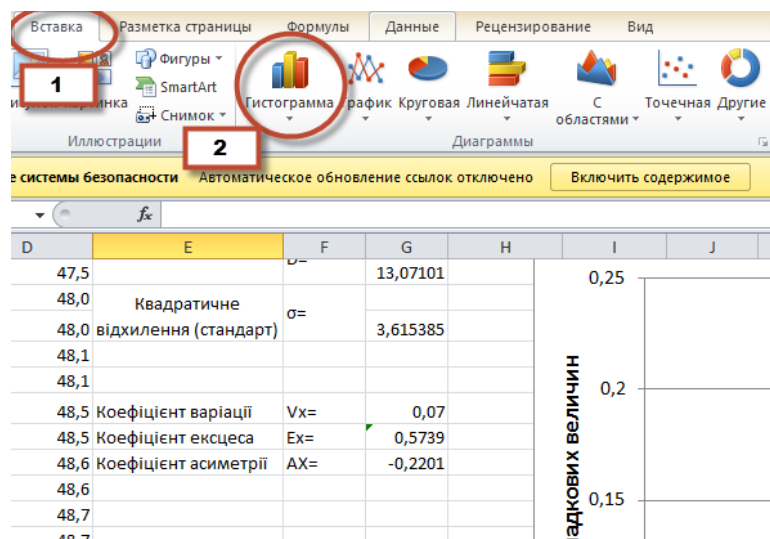 Вставка Разметка страницы Формулы Данные Рецензирование Вид
Фигуры
SmartArt
Снимок
1
2
Гистограмма График Круговая Линейчатая С областями Точечная Другие
Иллюстрации Диаграммы
системы безопасности Автоматическое обновление ссылок отключено Включить содержимое
fx
D E F G H I J
47,5 D= 13,07101
48,0 Квадратичне
48,0 відхилення (стандарт) σ= 3,615385
48,1
48,1
48,5 Коефіцієнт варіації Vx= 0,07
48,5 Коефіцієнт ексцеса Ex= 0,5739
48,6 Коефіцієнт асиметрії AX= -0,2201
48,6
48,7
48,7
0,25
0,2
0,15
величин